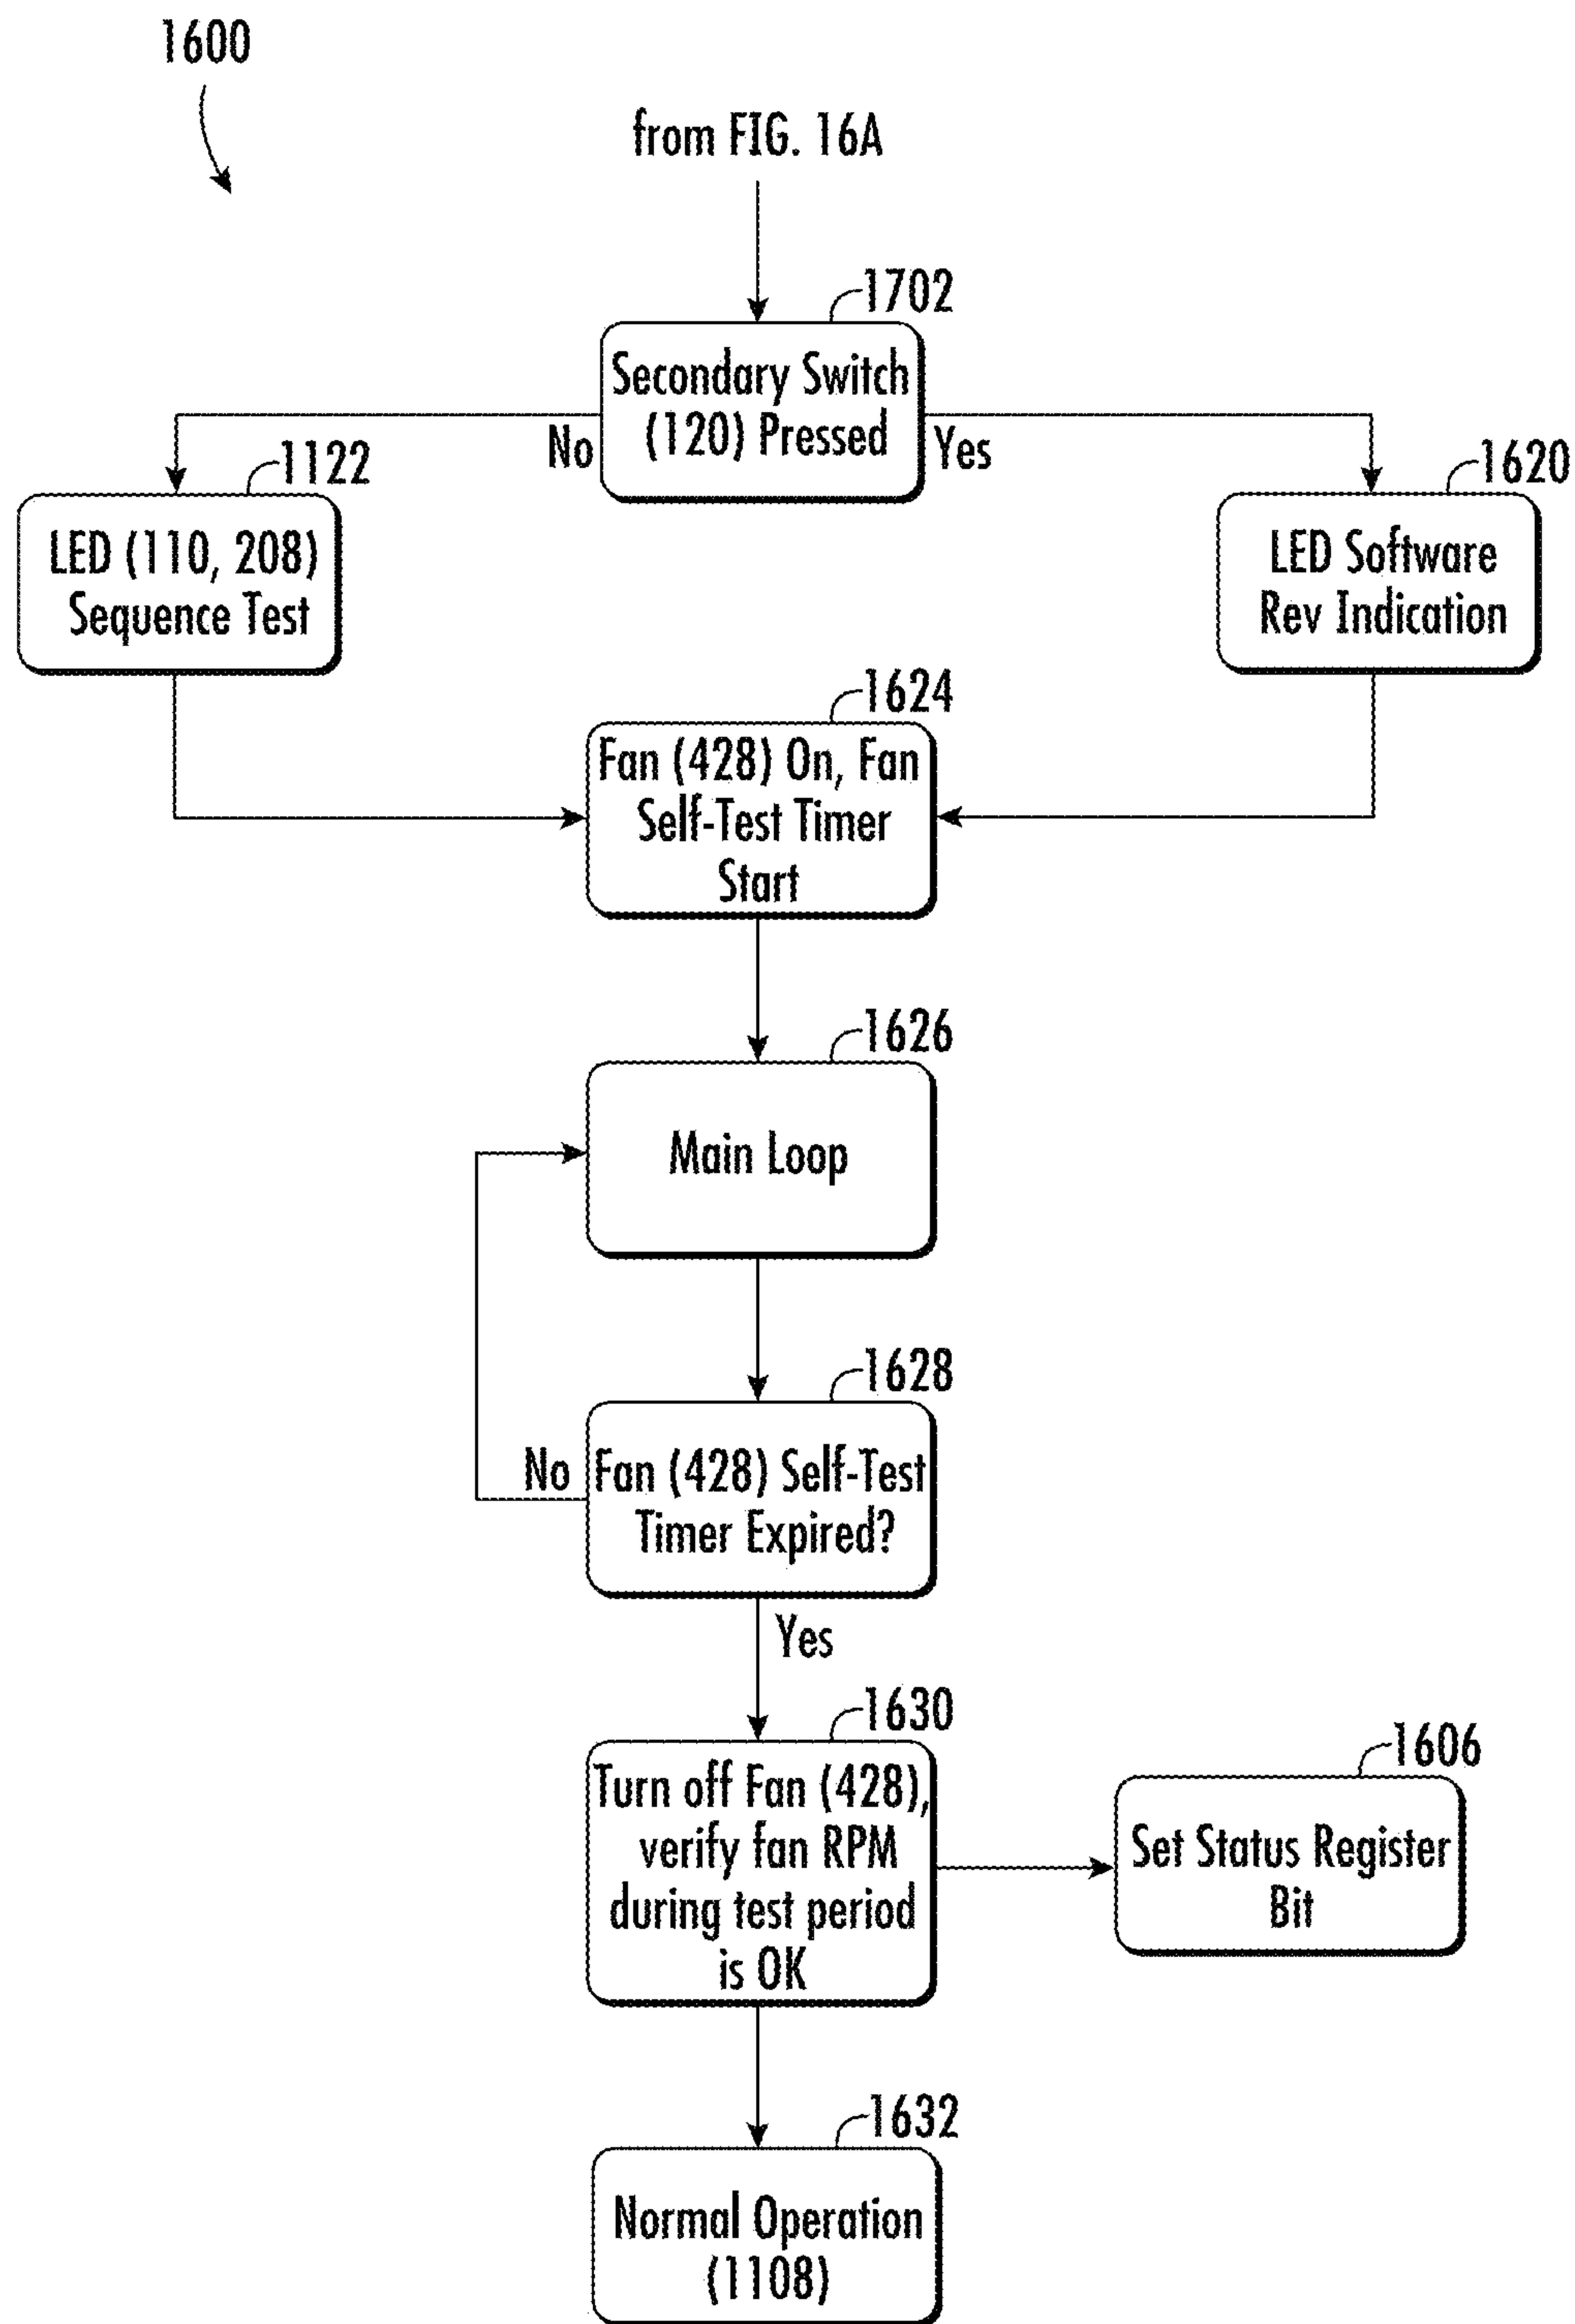 1600
from FIG. 16A
1702
Secondary Switch
(120) Pressed
No
Yes
1122
LED (110, 208)
Sequence Test
1620
LED Software
Rev Indication
1624
Fan (428) On, Fan
Self-Test Timer
Start
1626
Main Loop
1628
No
Fan (428) Self-Test
Timer Expired?
Yes
1630
Turn off Fan (428),
verify fan RPM
during test period
is OK
1606
Set Status Register
Bit
1632
Normal Operation
(1108)